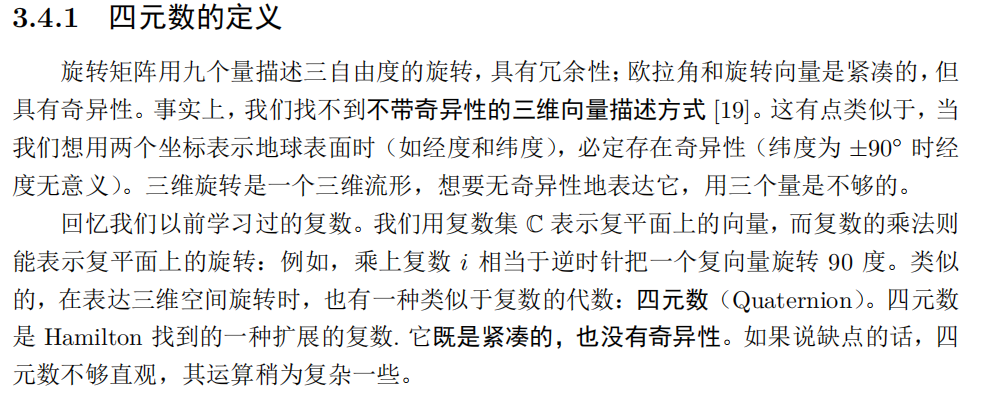 3.4.1 四元数的定义
旋转矩阵用九个量描述三自由度的旋转，具有冗余性；欧拉角和旋转向量是紧凑的，但
具有奇异性。事实上，我们找不到不带奇异性的三维向量描述方式 [19]。这有点类似于，当
我们想用两个坐标表示地球表面时（如经度和纬度），必定存在奇异性（纬度为 ±90° 时经
度无意义）。三维旋转是一个三维流形，想要无奇异性地表达它，用三个量是不够的。
回忆我们以前学习过的复数。我们用复数集 ℂ 表示复平面上的向量，而复数的乘法则
能表示复平面上的旋转：例如，乘上复数 i 相当于逆时针把一个复向量旋转 90 度。类似
的，在表达三维空间旋转时，也有一种类似于复数的代数：四元数（Quaternion）。四元数
是 Hamilton 找到的一种扩展的复数. 它既是紧凑的，也没有奇异性。如果说缺点的话，四
元数不够直观，其运算稍为复杂一些。